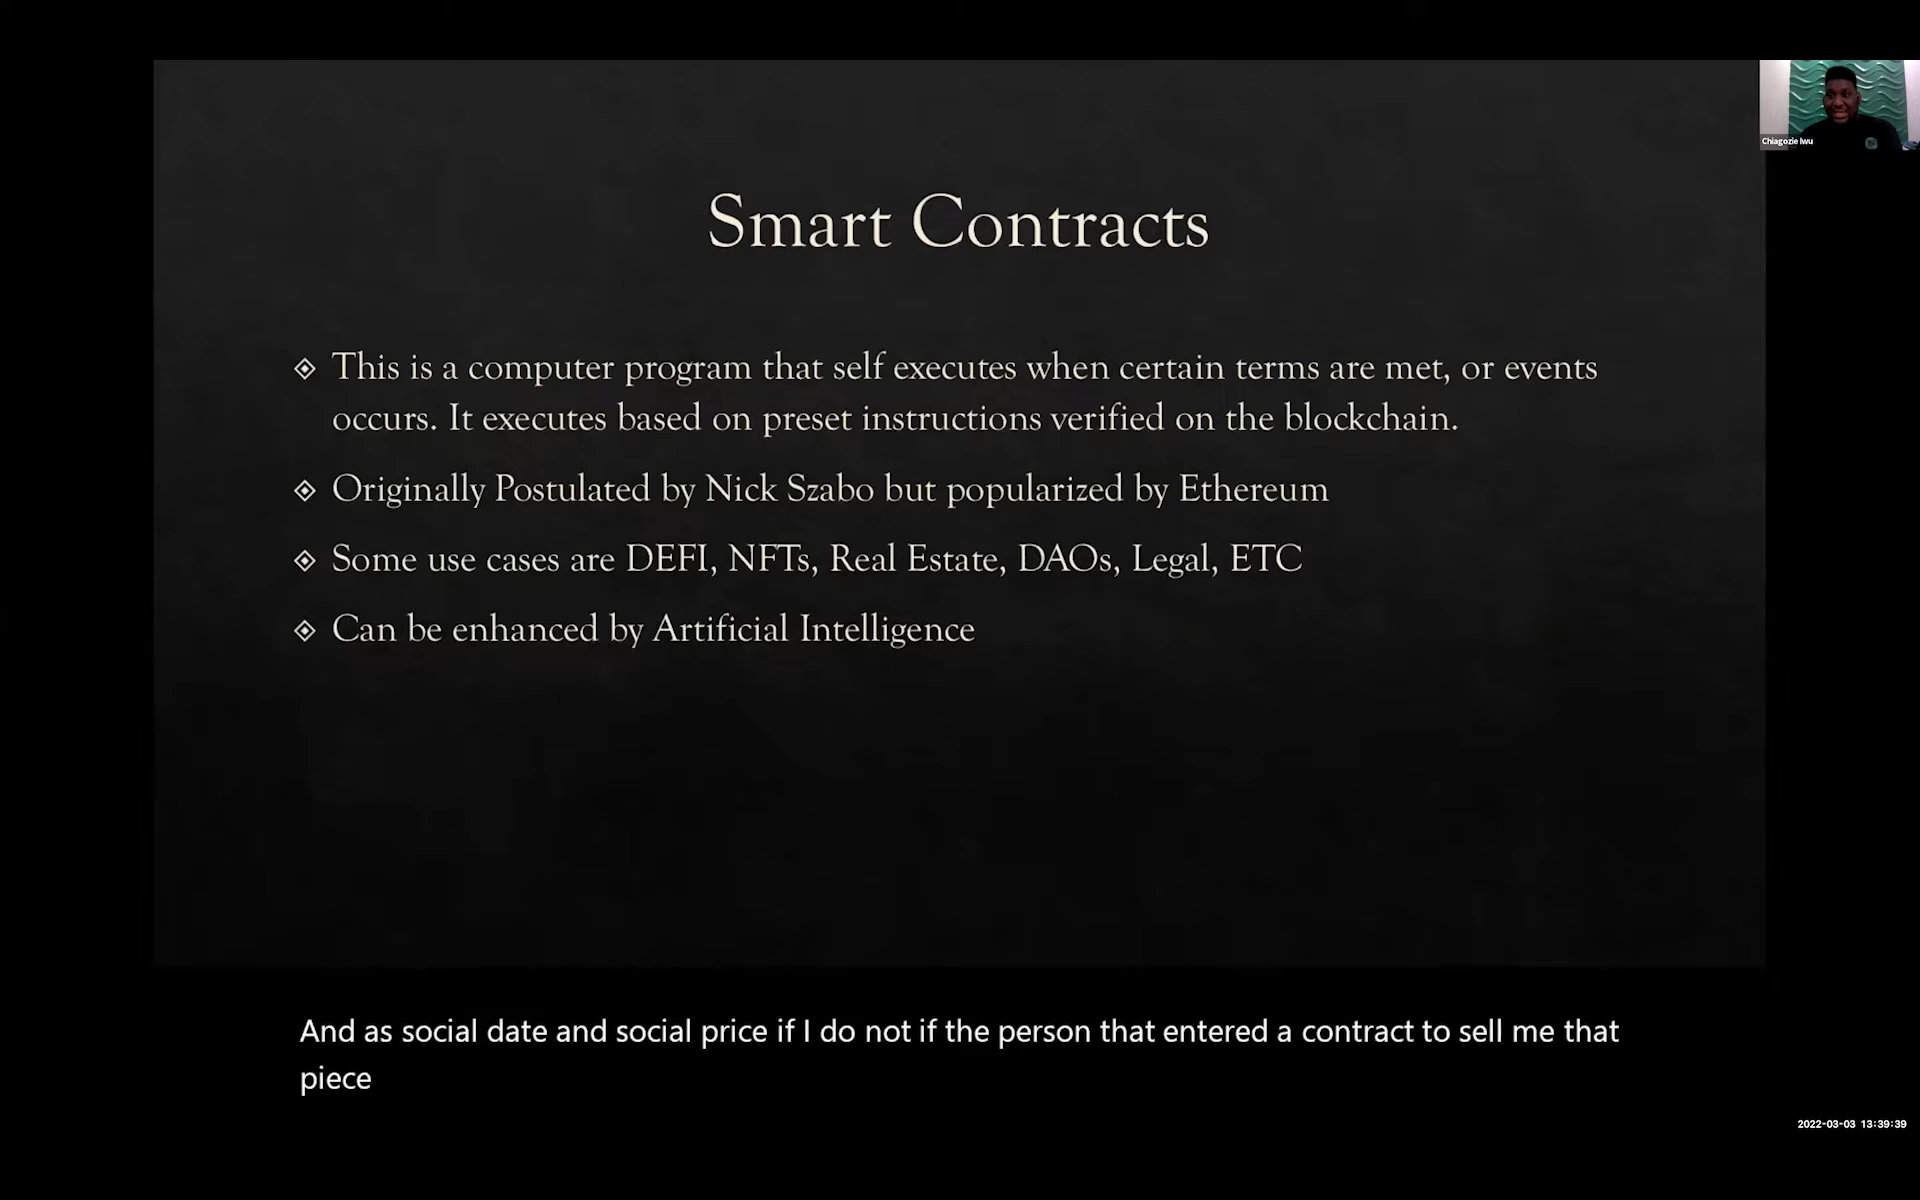 Smart Contracts
Chiagozie Iwu
This is a computer program that self executes when certain terms are met, or events
occurs. It executes based on preset instructions verified on the blockchain.
Originally Postulated by Nick Szabo but popularized by Ethereum
Some use cases are DEFI, NFTs, Real Estate, DAOs, Legal, ETC
Can be enhanced by Artificial Intelligence
And as social date and social price if I do not if the person that entered a contract to sell me that
piece
2022-03-03 13:39:39